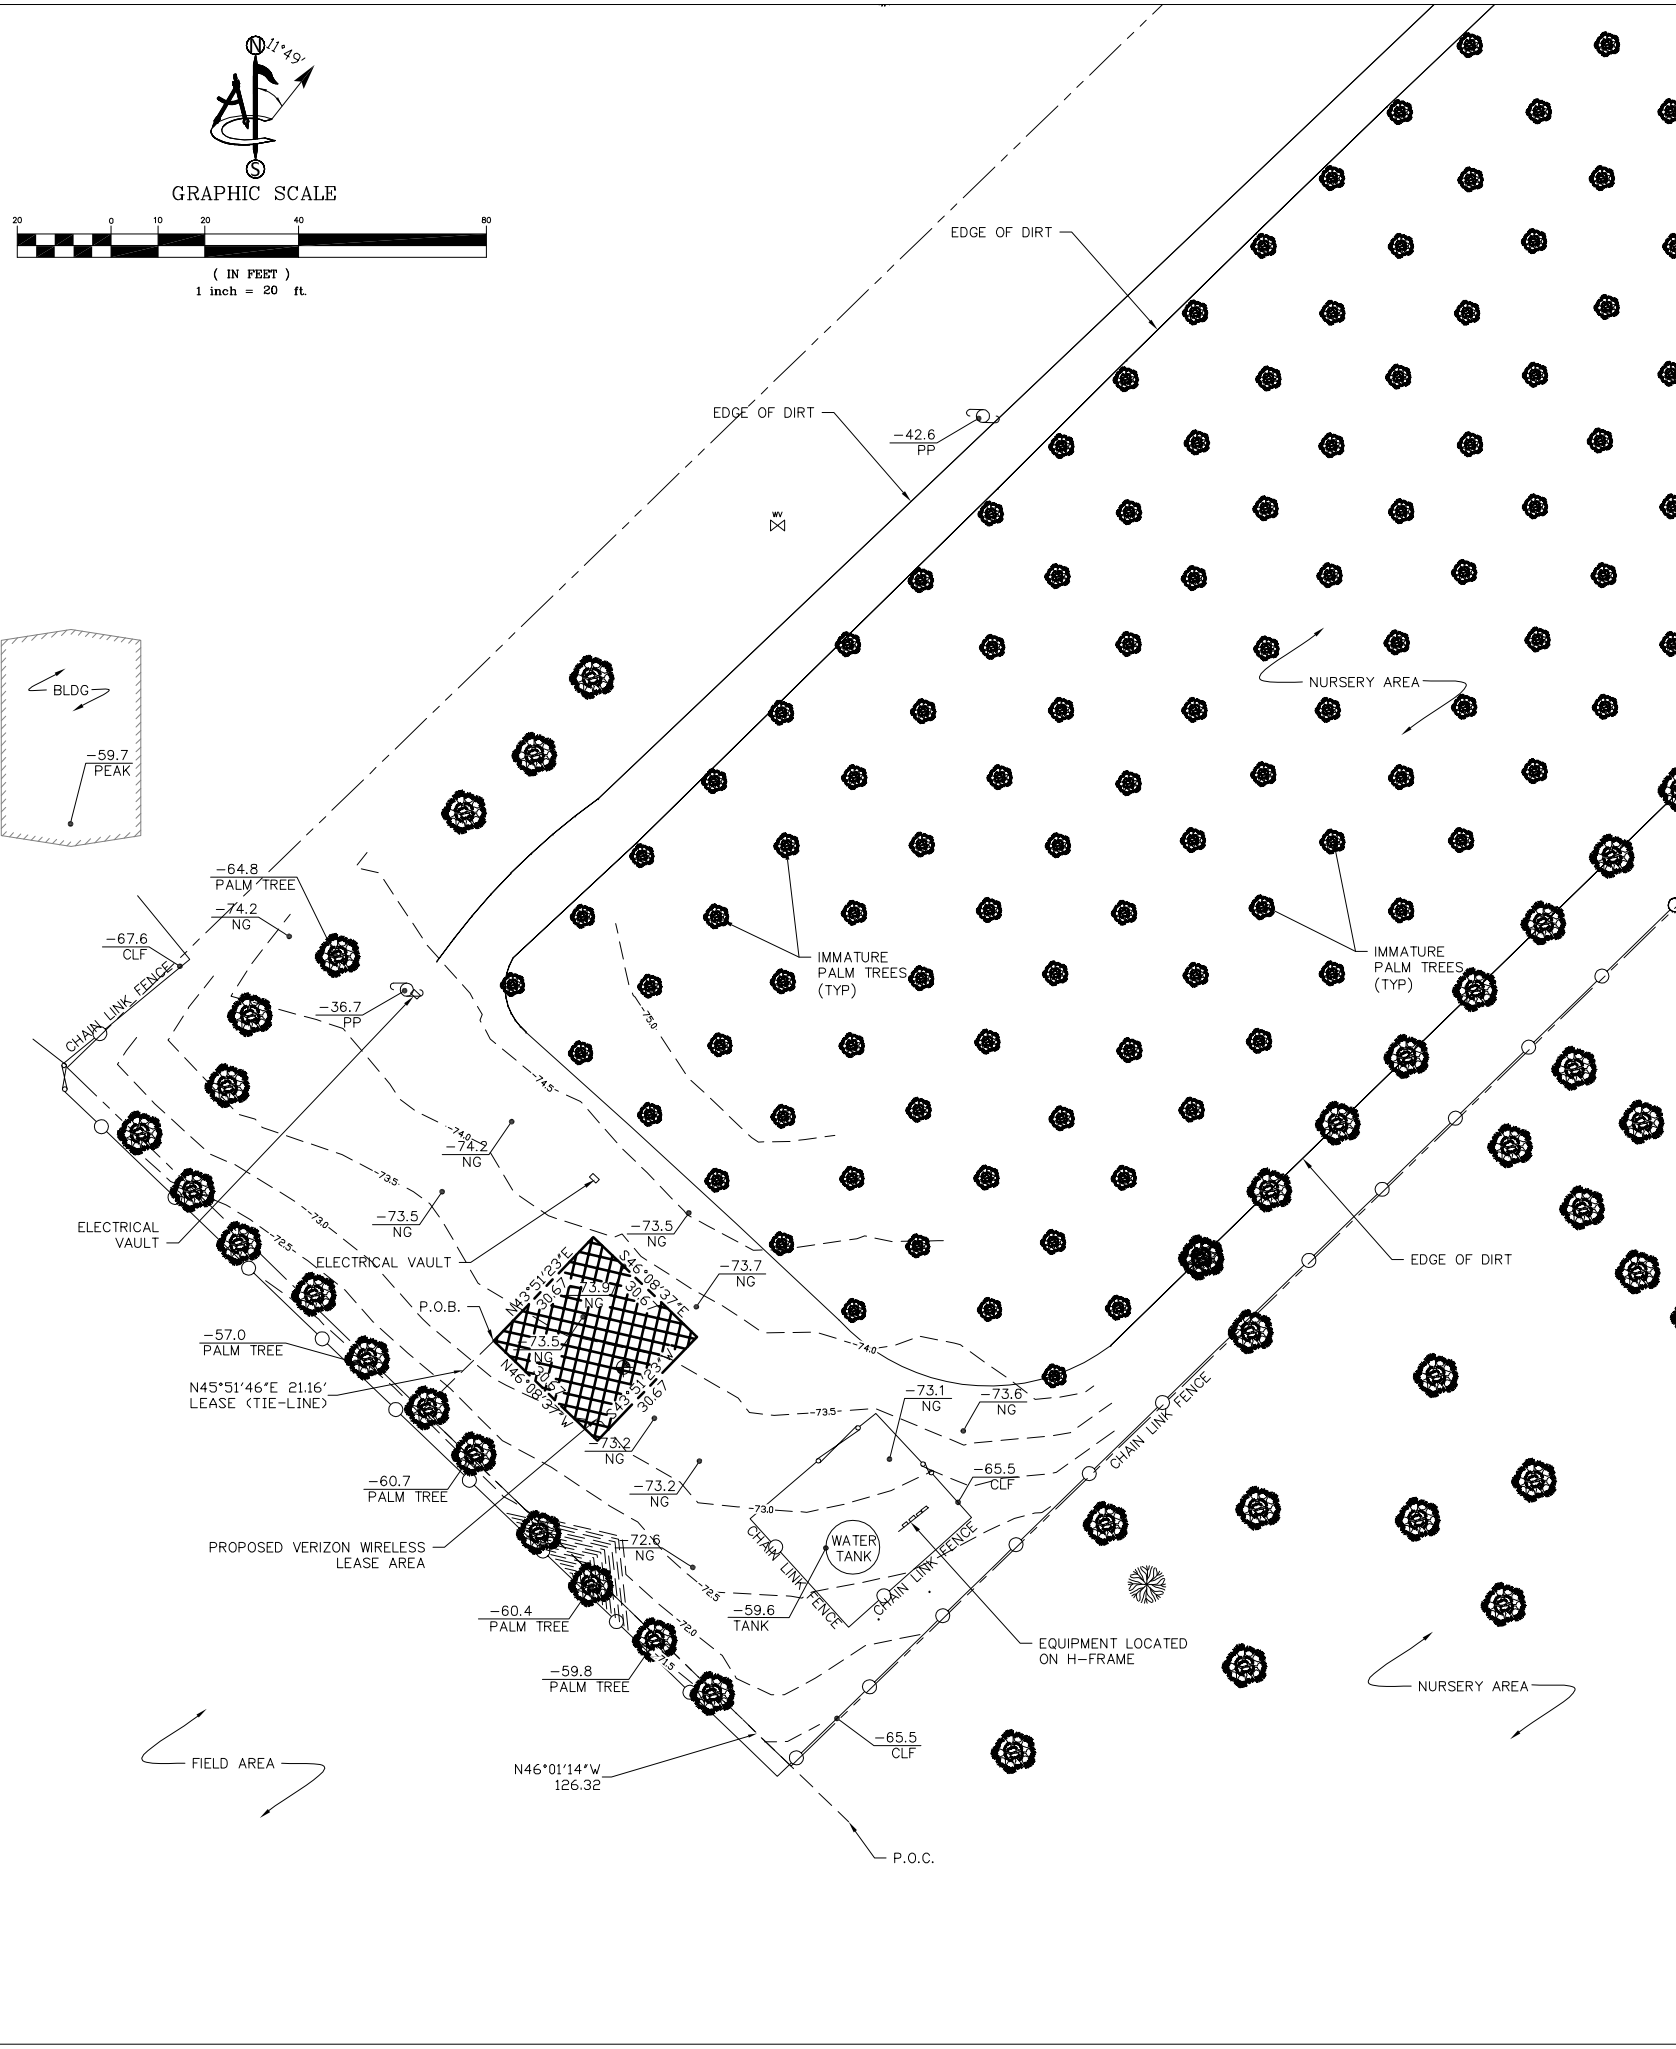 N
11°49'
A
S
GRAPHIC SCALE
20 0 10 20 40 80
( IN FEET )
1 inch = 20 ft.
EDGE OF DIRT
EDGE OF DIRT
-42.6
PP
WV
BLDG
-59.7
PEAK
NURSERY AREA
-64.8
PALM TREE
-74.2
NG
-67.6
CLF
CHAIN LINK FENCE
-36.7
PP
IMMATURE
PALM TREES
(TYP)
IMMATURE
PALM TREES
(TYP)
-75.0
-74.5
-74.0
-74.2
NG
-73.5
-73.5
NG
-73.0
-72.5
ELECTRICAL
VAULT
ELECTRICAL VAULT
-73.5
NG
-73.7
NG
EDGE OF DIRT
N43°51'23"E
30.67
S46°08'37"E
30.67
-73.9
NG
P.O.B.
-73.5
NG
N46°08'37"W
30.67
S43°51'23"W
30.67
-57.0
PALM TREE
-74.0
N45°51'46"E 21.16'
LEASE (TIE-LINE)
-73.5
-73.1
NG
-73.6
NG
CHAIN LINK FENCE
-73.2
NG
-73.2
NG
-60.7
PALM TREE
-65.5
CLF
-73.0
PROPOSED VERIZON WIRELESS
LEASE AREA
-72.6
NG
WATER
TANK
CHAIN LINK FENCE
CHAIN LINK FENCE
-72.5
-60.4
PALM TREE
-59.6
TANK
-72.0
EQUIPMENT LOCATED
ON H-FRAME
-71.5
-59.8
PALM TREE
NURSERY AREA
-65.5
CLF
FIELD AREA
N46°01'14"W
126.32
P.O.C.